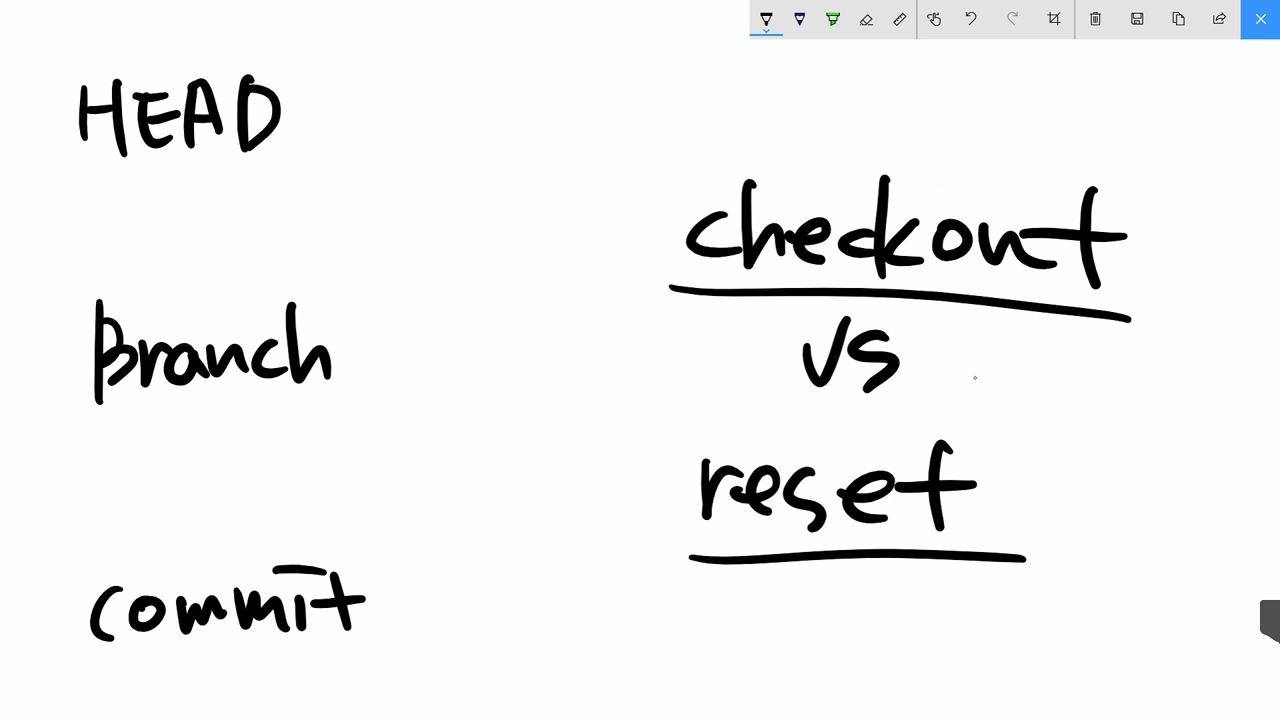 HEAD
Branch
commit
checkout
vs
reset